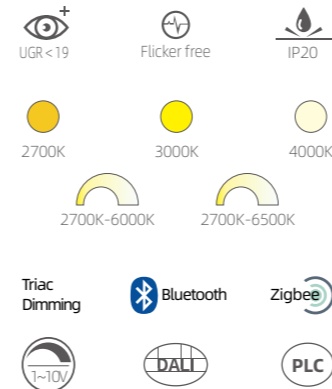 UGR<19
Flicker free
IP20
2700K
3000K
4000K
2700K-6000K
2700K-6500K
Triac
Dimming
Bluetooth
Zigbee
1~10V
DALI
PLC